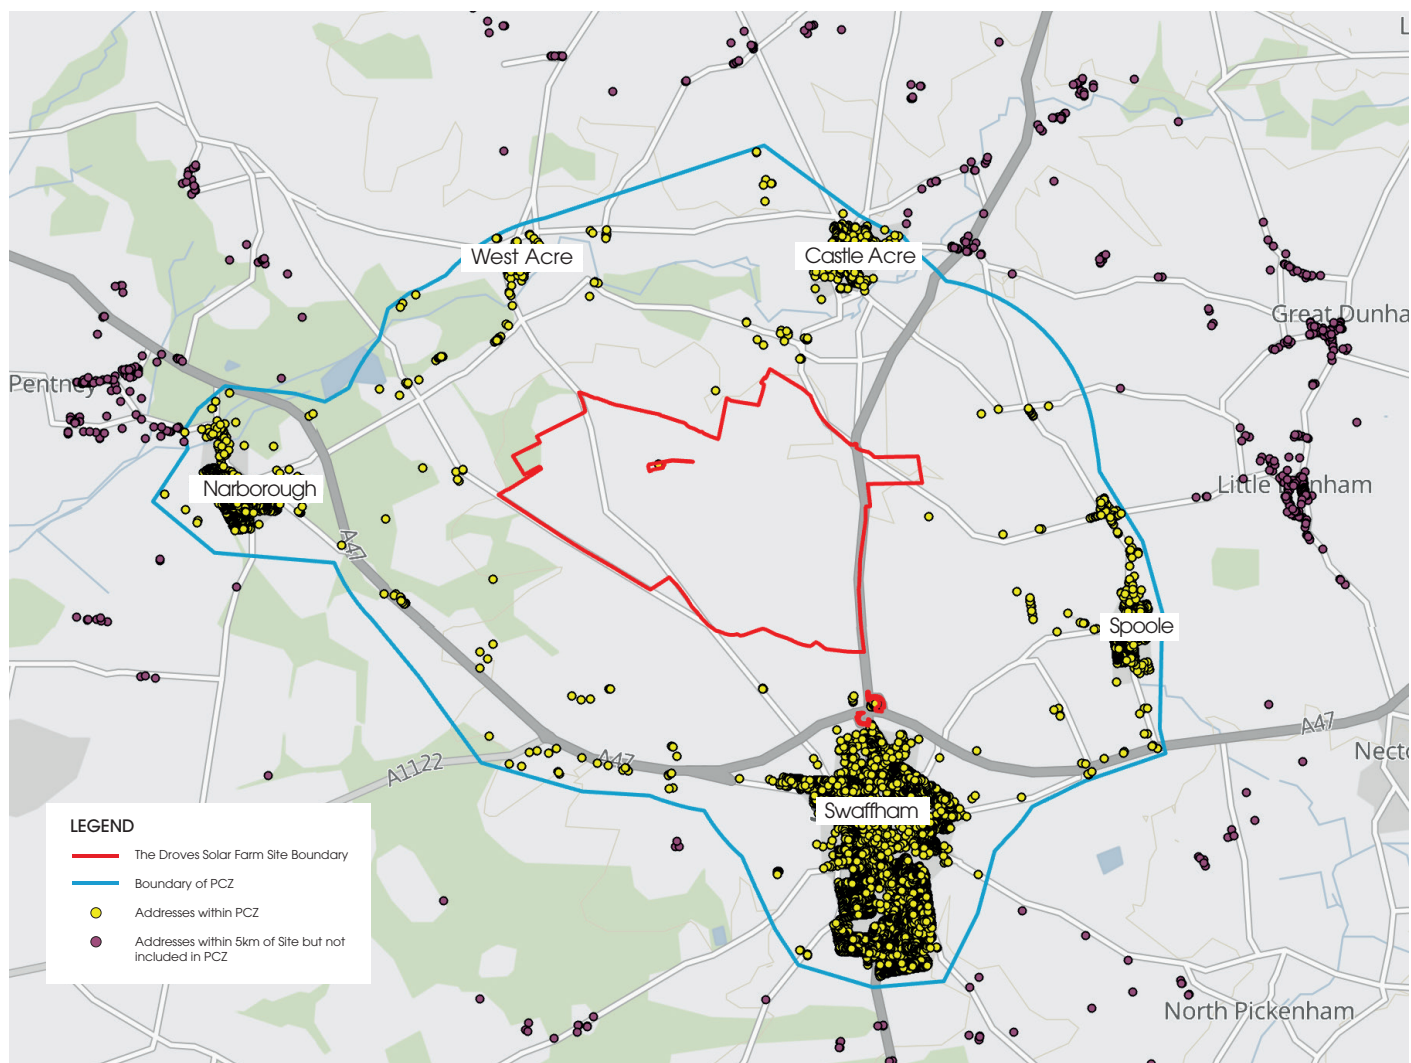 West Acre
Castle Acre
Great Dunha
Pentney
Narborough
Little
nham
A47
Spoole
A47
A47
A1122
Necto
Swaffham
LEGEND
The Droves Solar Farm Site Boundary
Boundary of PCZ
Addresses within PCZ
Addresses within 5km of Site but not
included in PCZ
North Pickenham
L